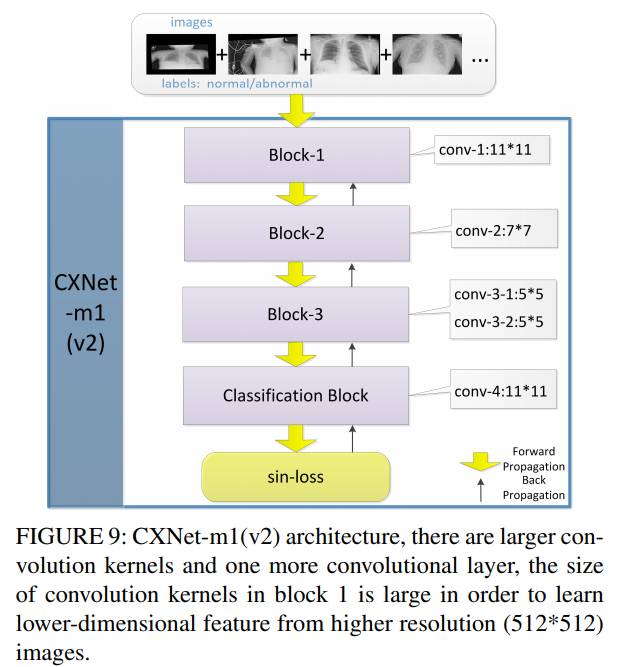 images
+ + + ...
labels: normal/abnormal
CXNet
-m1
(v2)
Block-1
conv-1:11*11
Block-2
conv-2:7*7
Block-3
conv-3-1:5*5
conv-3-2:5*5
Classification Block
conv-4:11*11
sin-loss
Forward
Propagation
Back
Propagation
FIGURE 9: CXNet-m1(v2) architecture, there are larger con-
volution kernels and one more convolutional layer, the size
of convolution kernels in block 1 is large in order to learn
lower-dimensional feature from higher resolution (512*512)
images.